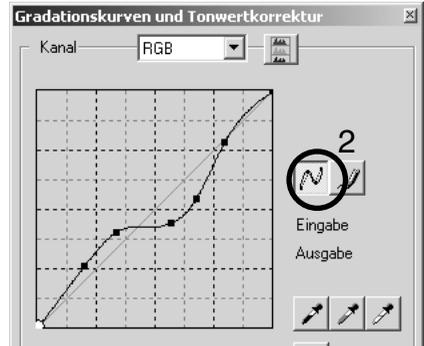 Gradationskurven und Tonwertkorrektur
Kanal RGB
2
Eingabe
Ausgabe